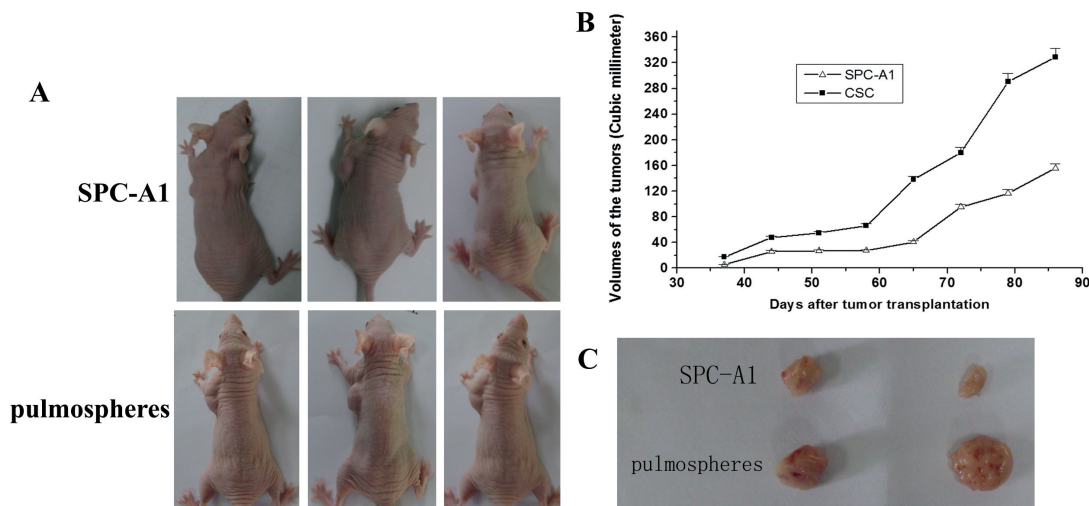 A
SPC-A1
pulmospheres
B
Volumes of the tumors (Cubic millimeter)
360
320
280
240
200
160
120
80
40
0
SPC-A1
CSC
30 40 50 60 70 80 90
Days after tumor transplantation
C
SPC-A1
pulmospheres